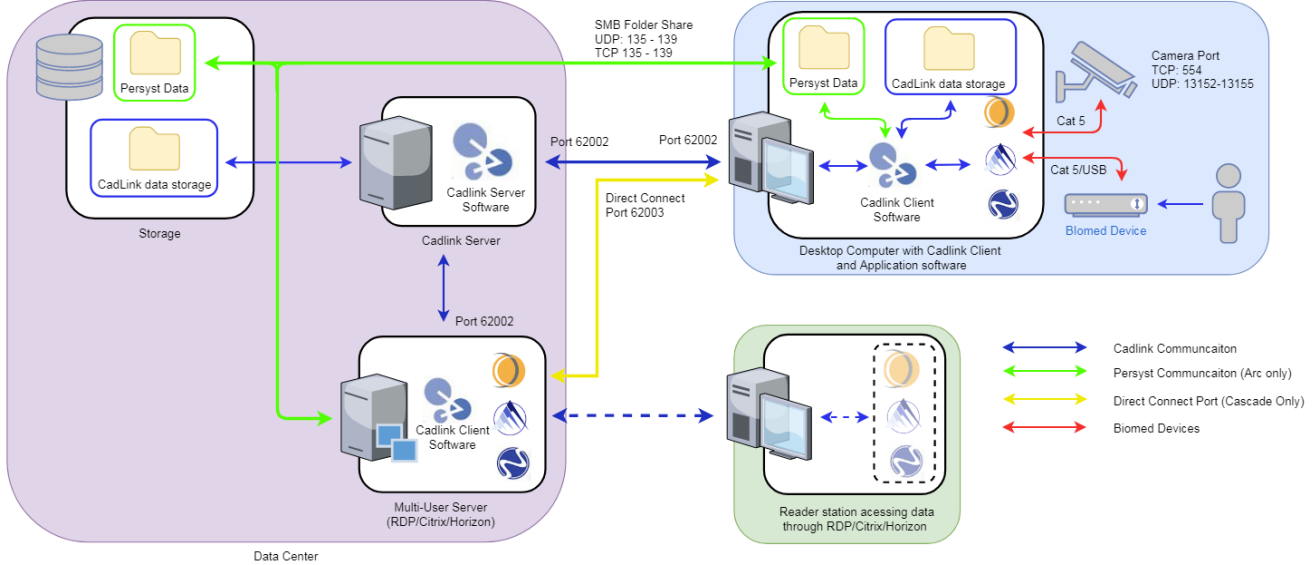 SMB Folder Share
UDP: 135 - 139
TCP 135 - 139
Persyst Data
CadLink data storage
Storage
Cadlink Server
Software
Cadlink Server
Port 62002
Port 62002
Direct Connect
Port 62003
Persyst Data
CadLink data storage
Cadlink Client
Software
Desktop Computer with Cadlink Client
and Application software
Camera Port
TCP: 554
UDP: 13152-13155
Cat 5
Cat 5/USB
BIomed Device
Port 62002
Cadlink Client
Software
Multi-User Server
(RDP/Citrix/Horizon)
Data Center
Reader station acessing data
through RDP/Citrix/Horizon
Cadlink Communcaiton
Persyst Communcaiton (Arc only)
Direct Connect Port (Cascade Only)
Biomed Devices